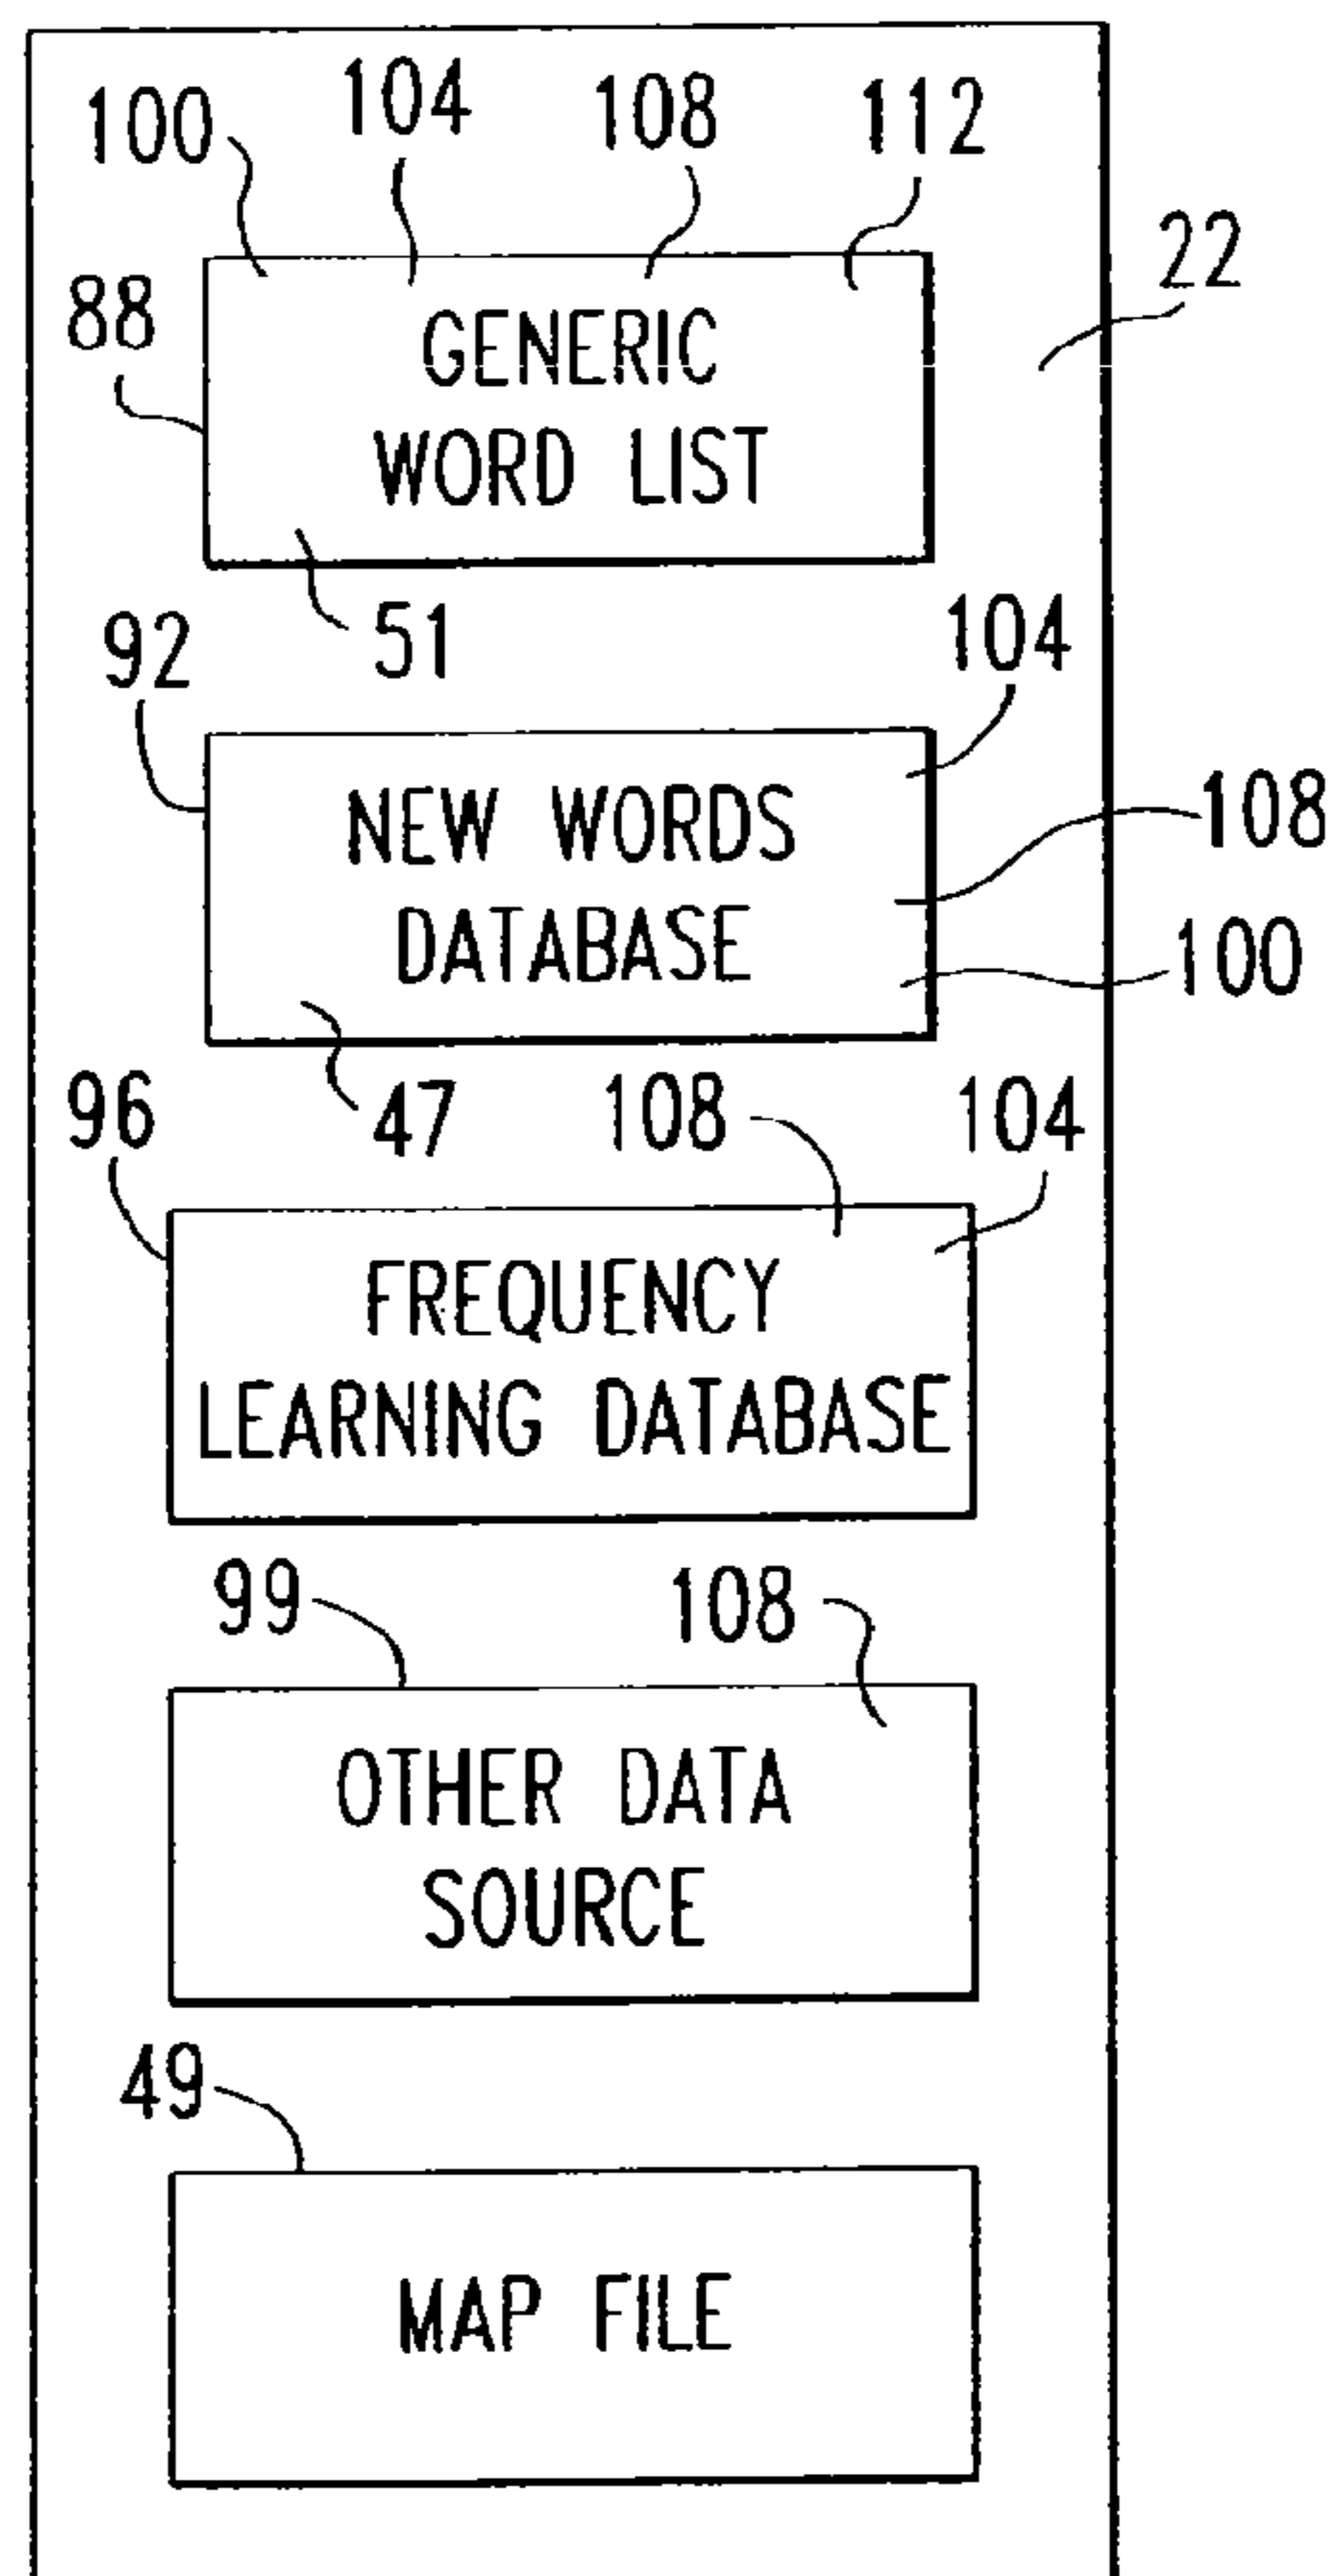 100 104 108 112
22
88
GENERIC
WORD LIST
51
92
104
NEW WORDS
108
DATABASE
100
47
96
108
104
FREQUENCY
LEARNING DATABASE
99
108
OTHER DATA
SOURCE
49
MAP FILE